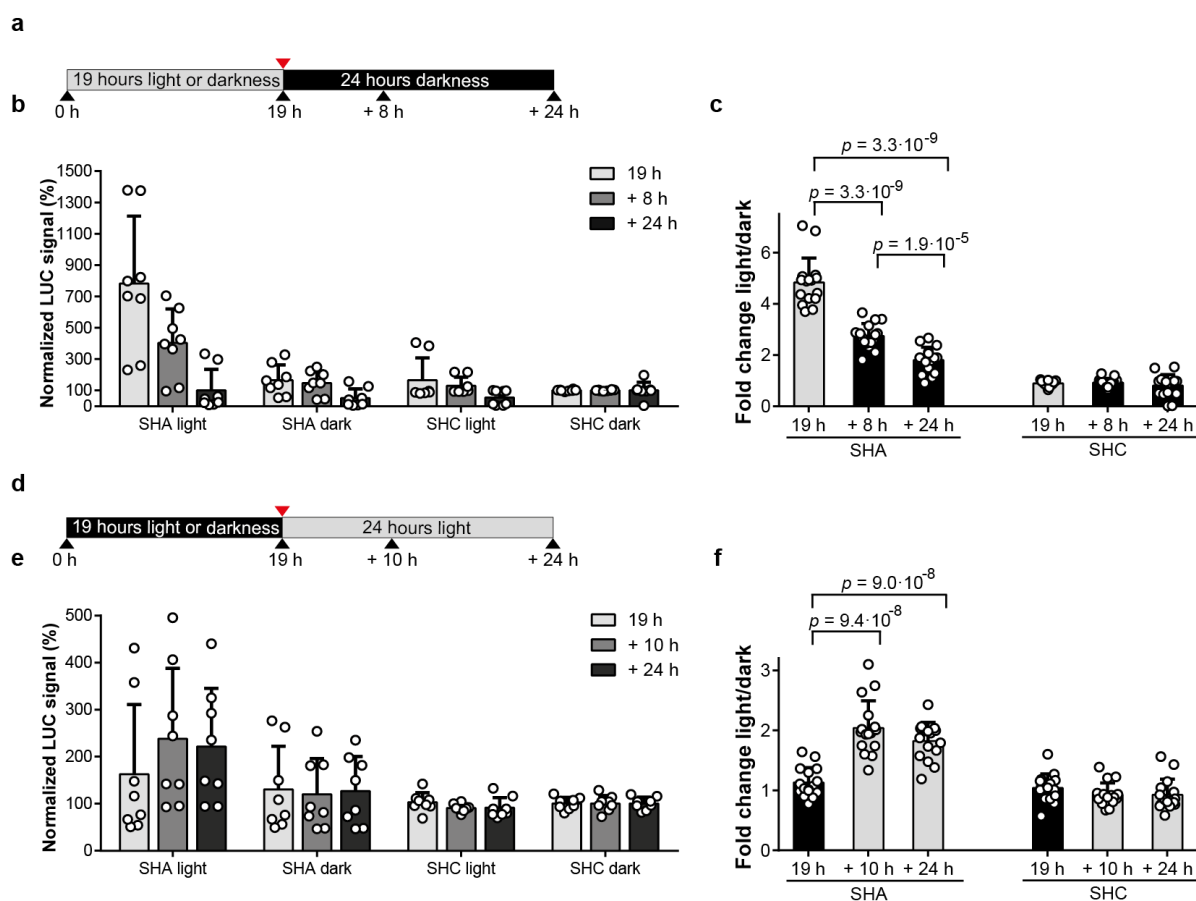 a
19 hours light or darkness 24 hours darkness
0 h 19 h + 8 h + 24 h
b
Normalized LUC signal (%)
1500
1300
1100
900
700
500
300
100
0
19 h
+ 8 h
+ 24 h
SHA light SHA dark SHC light SHC dark
c
p = 3.3·10-9
p = 3.3·10-9
p = 1.9·10-5
Fold change light/dark
6
4
2
0
19 h + 8 h + 24 h 19 h + 8 h + 24 h
SHA SHC
d
19 hours light or darkness 24 hours light
0 h 19 h + 10 h + 24 h
e
Normalized LUC signal (%)
500
400
300
200
100
0
19 h
+ 10 h
+ 24 h
SHA light SHA dark SHC light SHC dark
f
p = 9.0·10-8
p = 9.4·10-8
Fold change light/dark
3
2
1
0
19 h + 10 h + 24 h 19 h + 10 h + 24 h
SHA SHC